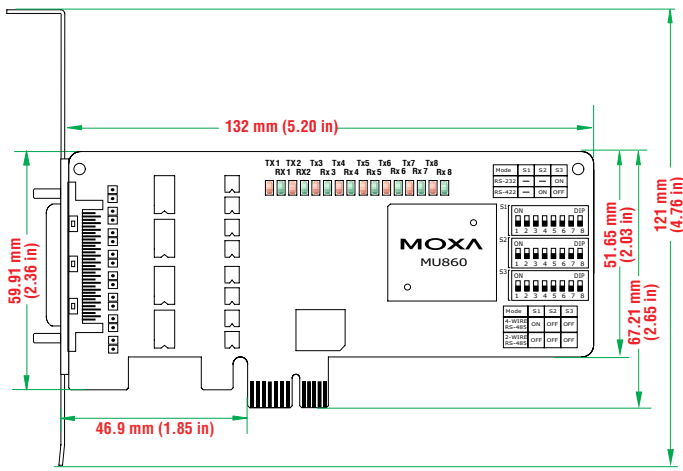 132 mm (5.20 in)
TX 1 TX 2 Tx3 Tx4 Tx5 Tx6 Tx7 Tx8
RX 1 RX2 Rx 3 Rx 4 Rx5 Rx 6 Rx 7 Rx 8
Mode S1 S2 S3
RS-232 — — ON
RS-422 — ON OFF
S1
ON DIP
1 2 3 4 5 6 7 8
S2
ON DIP
1 2 3 4 5 6 7 8
S3
ON DIP
1 2 3 4 5 6 7 8
MOXA
MU860
Mode S1 S2 S3
4-WIRE RS-485 ON OFF OFF
2-WIRE RS-485 OFF OFF OFF
59.91 mm
(2.36 in)
51.65 mm
(2.03 in)
67.21 mm
(2.65 in)
121 mm
(4.76 in)
46.9 mm (1.85 in)